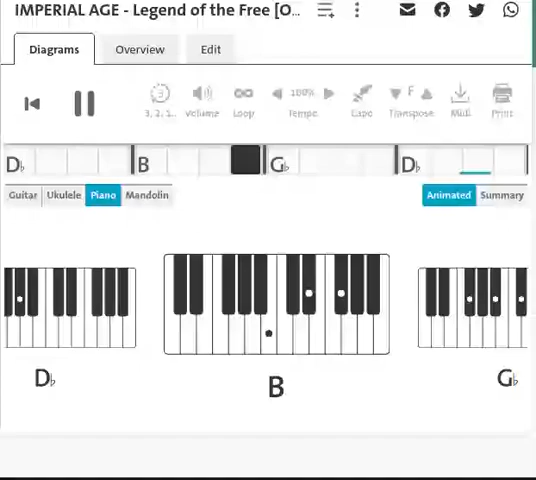 IMPERIAL AGE - Legend of the Free [O...
Diagrams Overview Edit
100% F
3, 2, 1.. Volume Loop Tempo Capo Transpose Midi Print
D♭ B G♭ D♭
Guitar Ukulele Piano Mandolin Animated Summary
D♭ B G♭